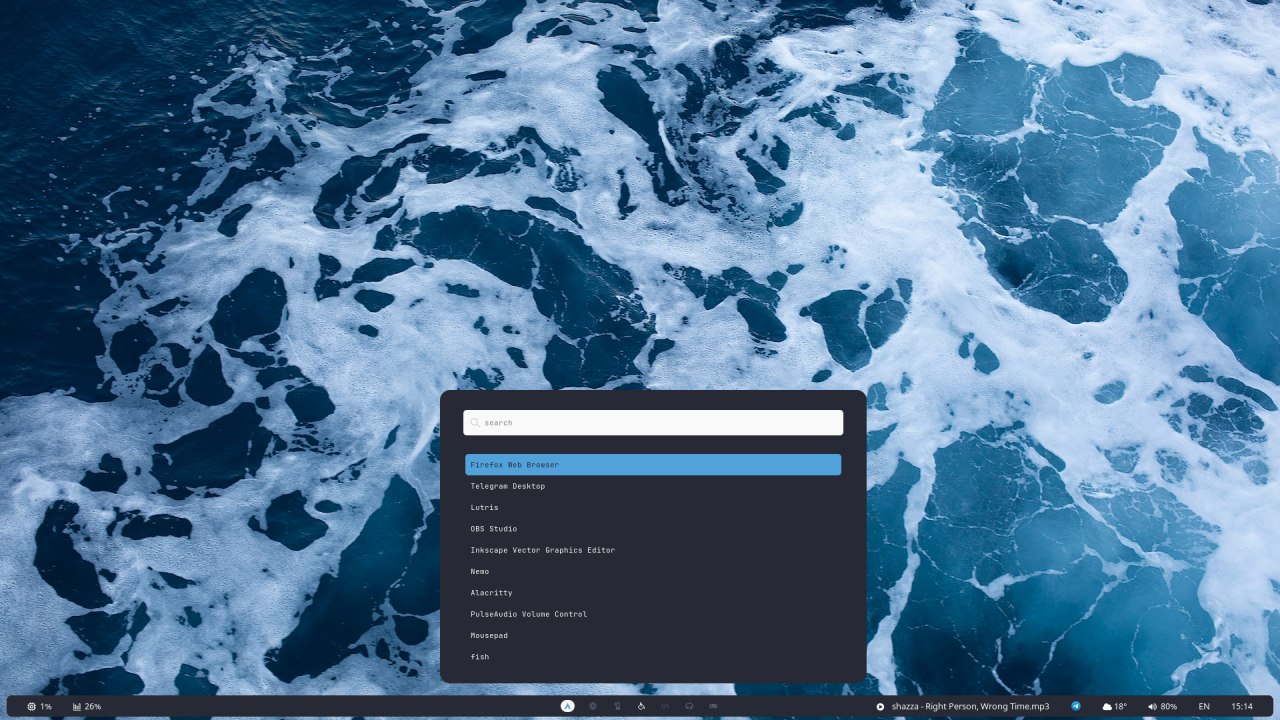 search
Firefox Web Browser
Telegram Desktop
Lutris
OBS Studio
Inkscape Vector Graphics Editor
Nemo
Alacritty
PulseAudio Volume Control
Mousepad
fish
1% 26% shazza - Right Person, Wrong Time.mp3 18° 80% EN 15:14